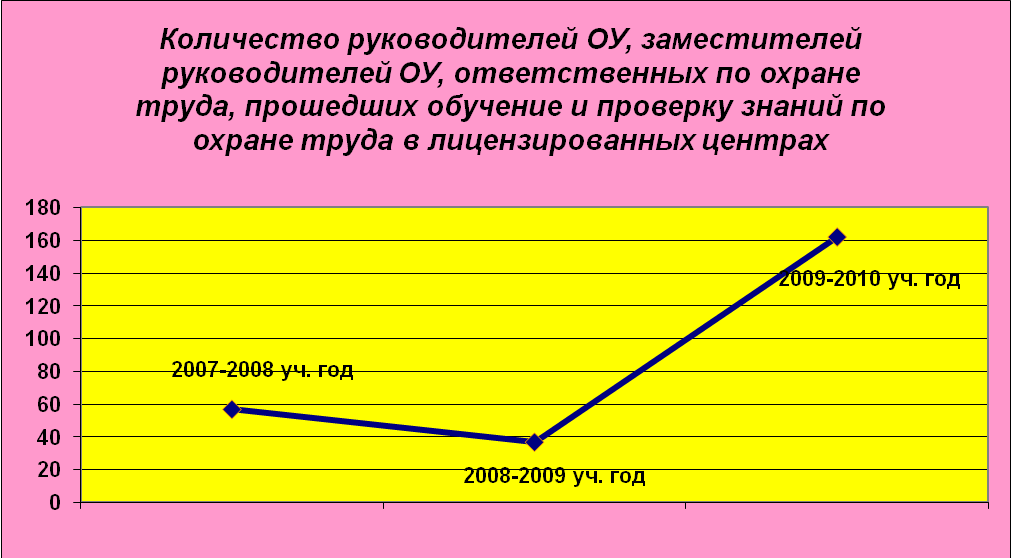 Количество руководителей ОУ, заместителей
руководителей ОУ, ответственных по охране
труда, прошедших обучение и проверку знаний по
охране труда в лицензированных центрах
180
160
140
120
100
80
60
40
20
0
2007-2008 уч. год
2008-2009 уч. год
2009-2010 уч. год